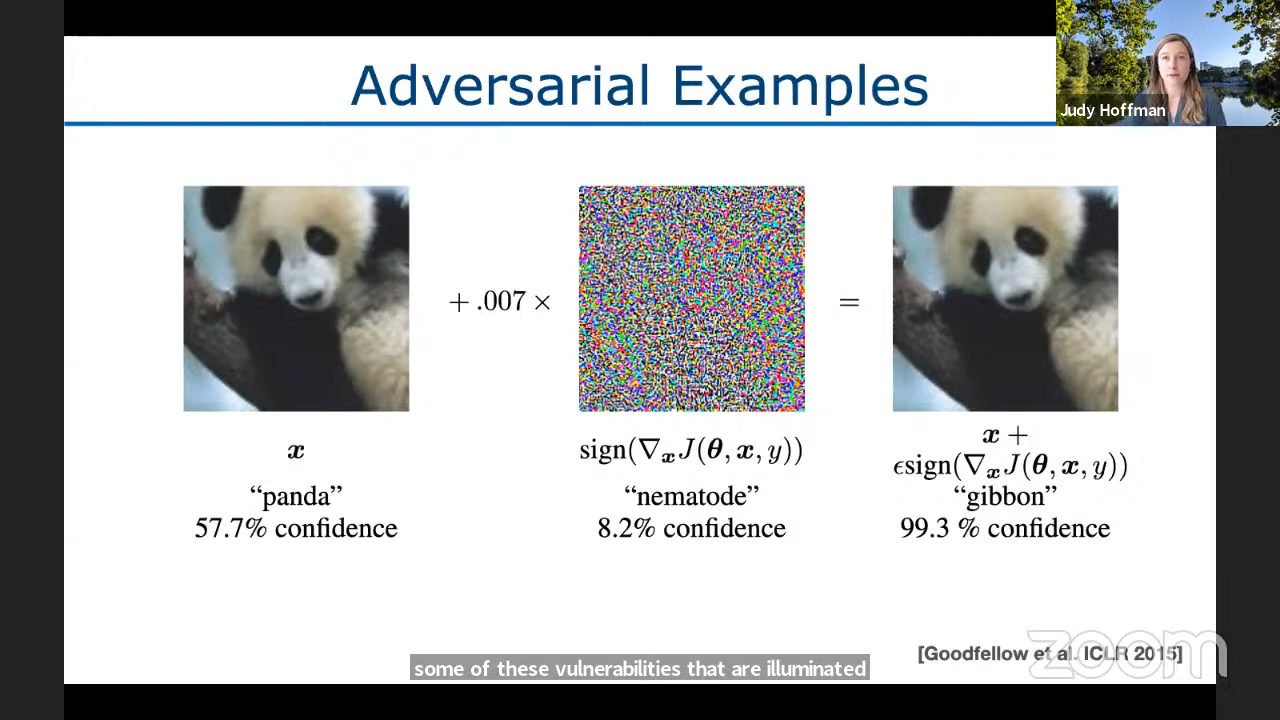 Adversarial Examples
Judy Hoffman
+ .007 ×
=
x
sign(∇ₓJ(θ, x, y))
x +
ϵsign(∇ₓJ(θ, x, y))
“panda”
“nematode”
“gibbon”
57.7% confidence
8.2% confidence
99.3 % confidence
[Goodfellow et al. ICLR 2015]
zoom
some of these vulnerabilities that are illuminated